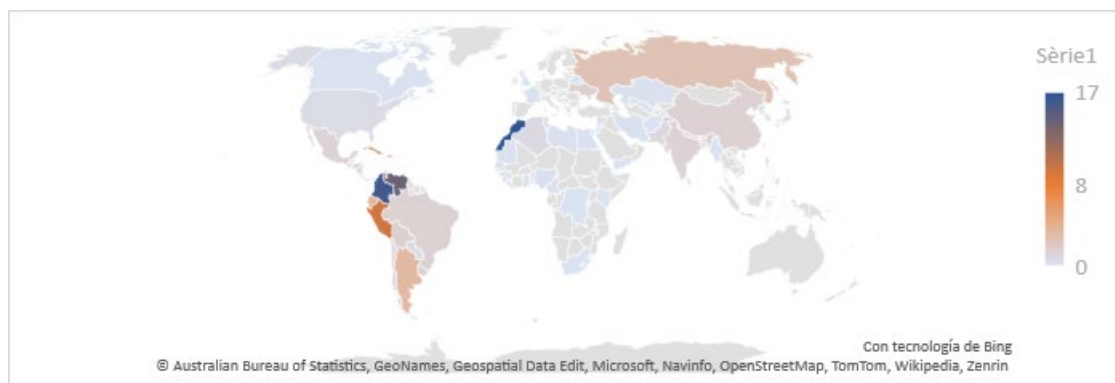 Sèrie1
17
8
0
Con tecnología de Bing
© Australian Bureau of Statistics, GeoNames, Geospatial Data Edit, Microsoft, Navinfo, OpenStreetMap, TomTom, Wikipedia, Zenrin